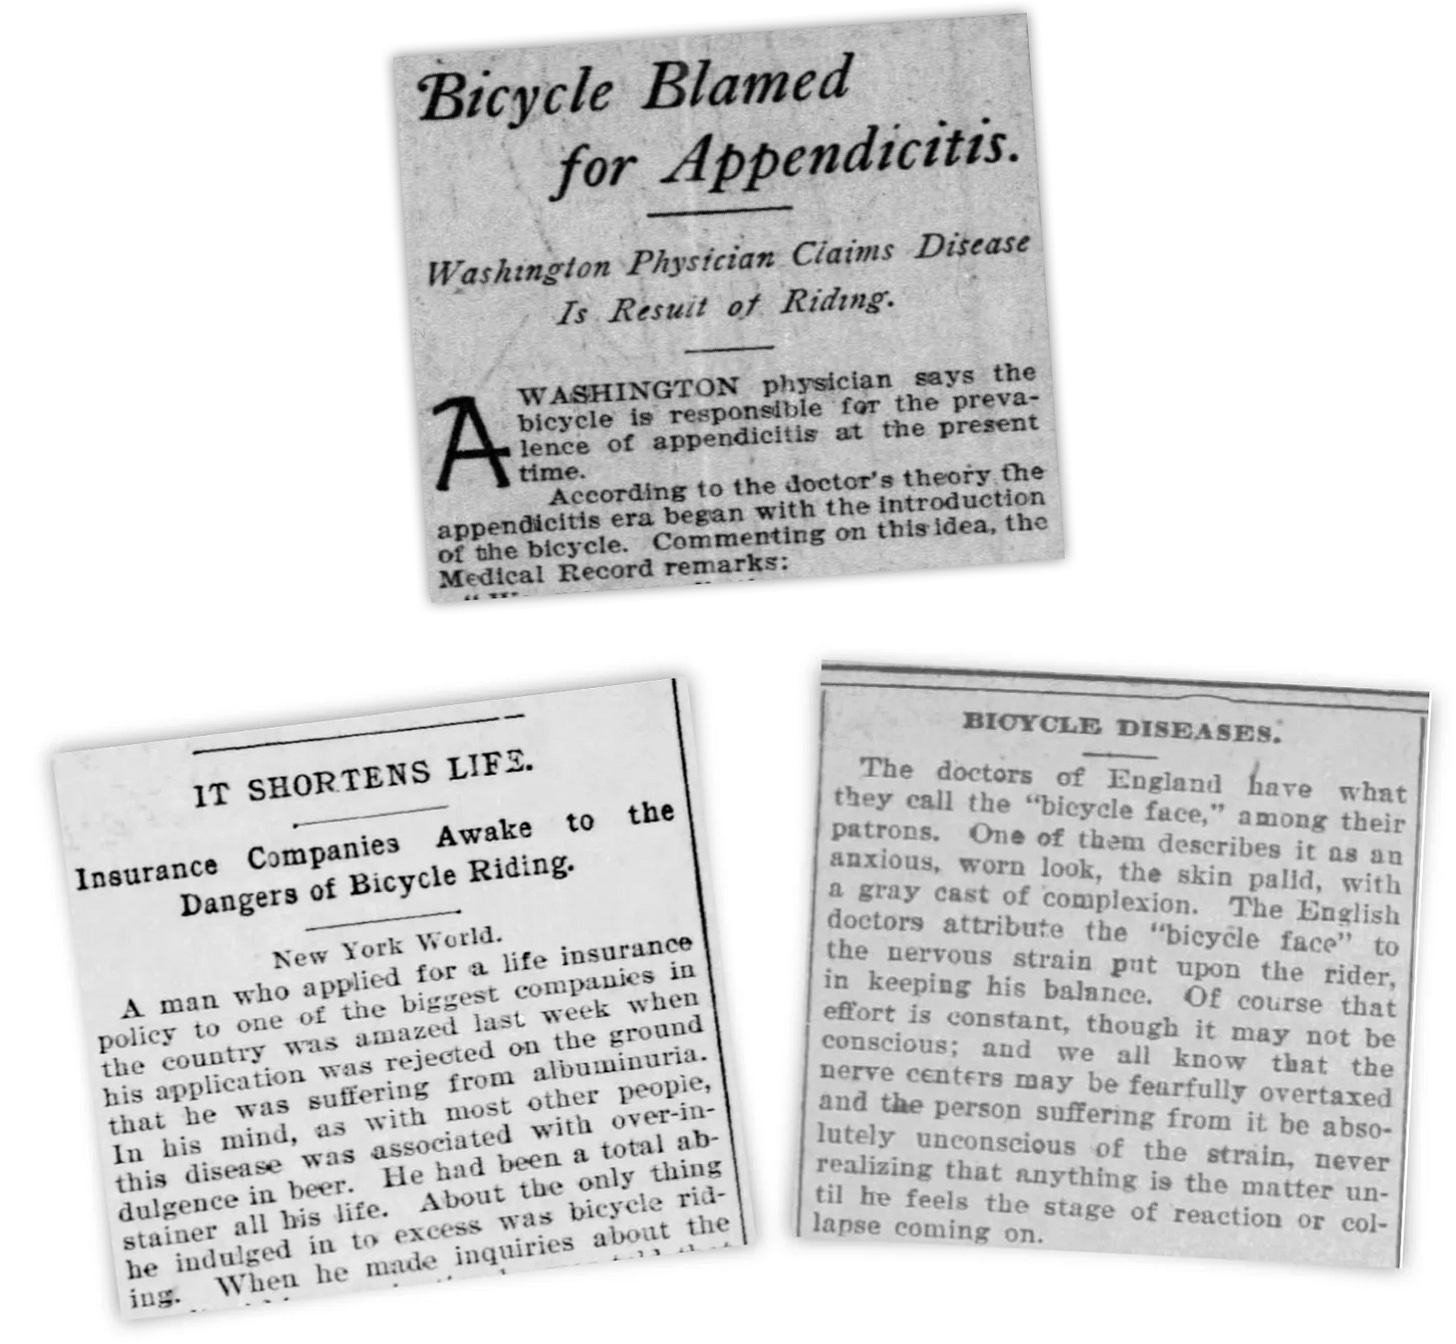 Bicycle Blamed
for Appendicitis.
Washington Physician Claims Disease
Is Result of Riding.
A WASHINGTON physician says the
bicycle is responsible for the preva-
lence of appendicitis at the present
time.
According to the doctor's theory the
appendicitis era began with the introduction
of the bicycle. Commenting on this idea, the
Medical Record remarks:
IT SHORTENS LIFE.
Insurance Companies Awake to the
Dangers of Bicycle Riding.
New York World.
A man who applied for a life insurance
policy to one of the biggest companies in
the country was amazed last week when
his application was rejected on the ground
that he was suffering from albuminuria.
In his mind, as with most other people,
this disease was associated with over-in-
dulgence in beer. He had been a total ab-
stainer all his life. About the only thing
he indulged in to excess was bicycle rid-
ing. When he made inquiries about the
BICYCLE DISEASES.
The doctors of England have what
they call the "bicycle face," among their
patrons. One of them describes it as an
anxious, worn look, the skin palid, with
a gray cast of complexion. The English
doctors attribute the "bicycle face" to
the nervous strain put upon the rider,
in keeping his balance. Of course that
effort is constant, though it may not be
conscious; and we all know that the
nerve centers may be fearfully overtaxed
and the person suffering from it be abso-
lutely unconscious of the strain, never
realizing that anything is the matter un-
til he feels the stage of reaction or col-
lapse coming on.